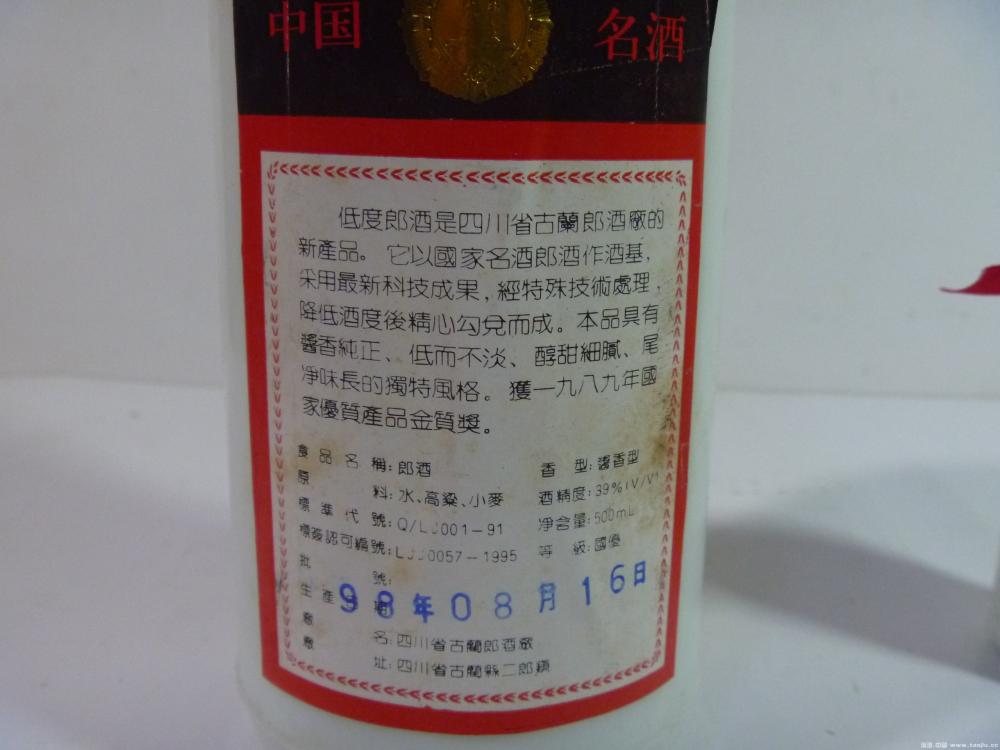 中国 名酒
低度郎酒是四川省古蘭郎酒廠的
新產品。它以國家名酒郎酒作酒基,
采用最新科技成果,經特殊技術處理,
降低酒度後精心勾兌而成。本品具有
醬香純正、低而不淡、醇甜細膩、尾
凈味長的獨特風格。獲一九八九年國
家優質產品金質獎。
食品名稱:郎酒 香型:醬香型
原料:水、高粱、小麥 酒精度:39%(V/V)
標準代號:Q/LJJ001-91 净含量:500mL
標簽認可編號:LJJ0057-1995 等級:國優
批號:
生產日期 98年08月16日
廠名:四川省古蘭郎酒廠
廠址:四川省古蘭縣二郎鎮